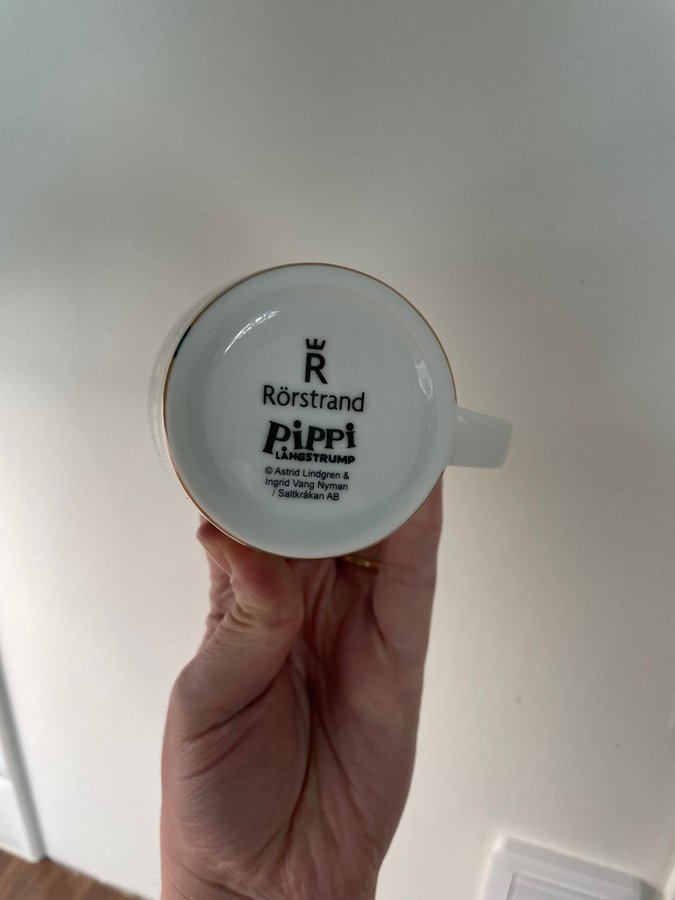 R
Rörstrand
PiPPi
LÅNGSTRUMP
© Astrid Lindgren &
Ingrid Vang Nyman
/ Saltkråkan AB